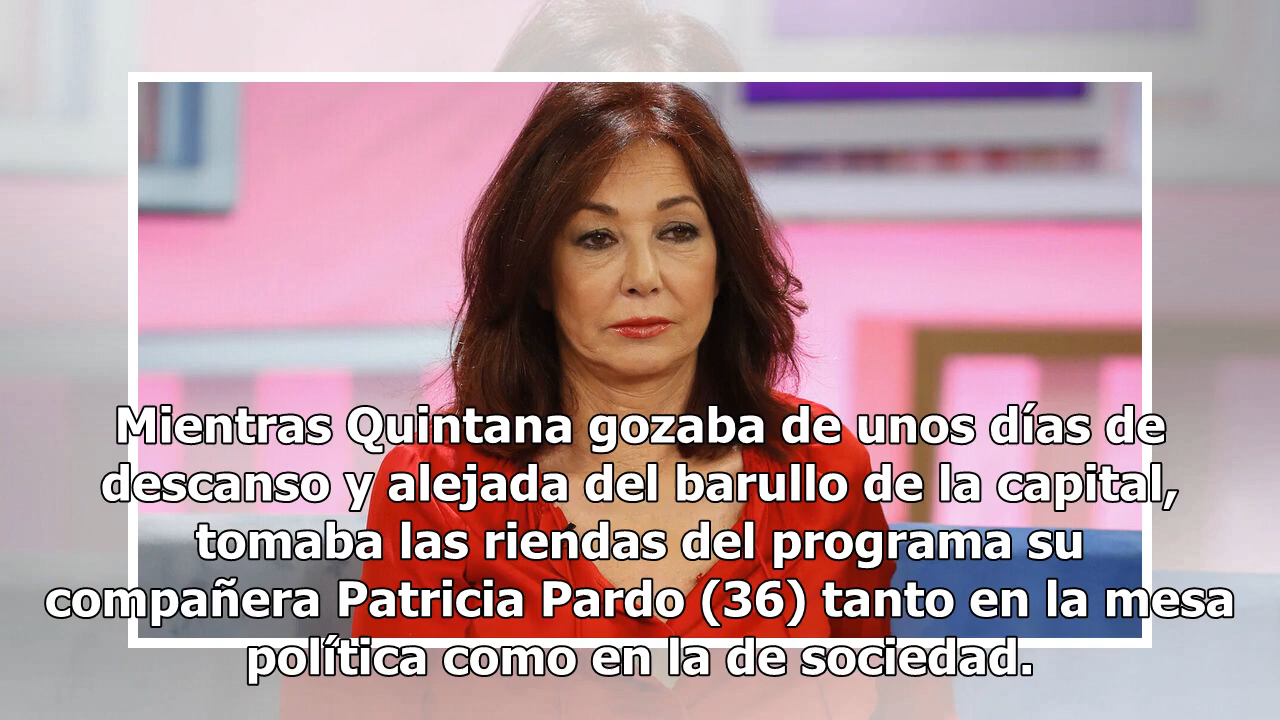 Mientras Quintana gozaba de unos días de
descanso y alejada del barullo de la capital,
tomaba las riendas del programa su
compañera Patricia Pardo (36) tanto en la mesa
política como en la de sociedad.